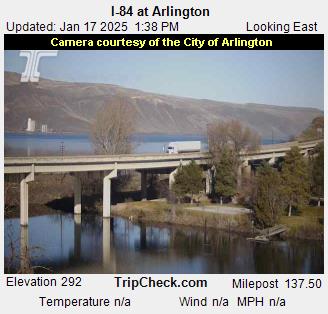 I-84 at Arlington
Updated: Jan 17 2025 1:38 PM Looking East
Camera courtesy of the City of Arlington
Elevation 292 TripCheck.com Milepost 137.50
Temperature n/a Wind n/a MPH n/a